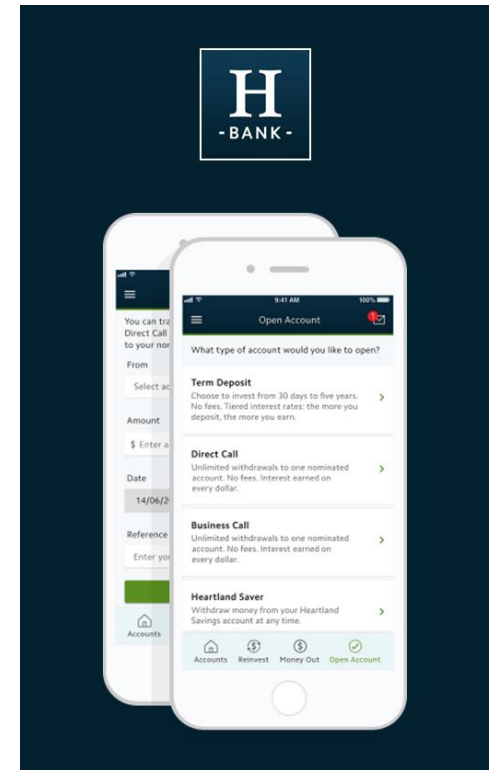 H
- BANK -
You can tra
Direct Call
to your nor
From
Select ac
Amount
$ Enter a
Date
14/06/2
Reference
Enter you
Accounts
9:41 AM
100%
Open Account
1
What type of account would you like to open?
Term Deposit
Choose to invest from 30 days to five years.
No fees. Tiered interest rates: the more you
deposit, the more you earn.
Direct Call
Unlimited withdrawals to one nominated
account. No fees. Interest earned on
every dollar.
Business Call
Unlimited withdrawals to one nominated
account. No fees. Interest earned on
every dollar.
Heartland Saver
Withdraw money from your Heartland
Savings account at any time.
Accounts Reinvest Money Out Open Account